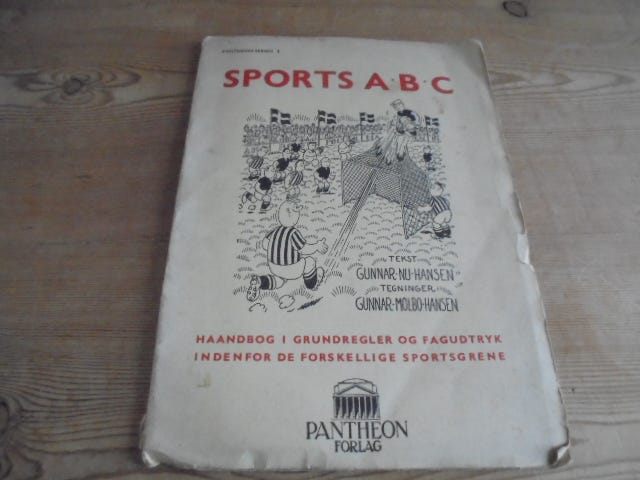 SPORTS A·B·C
TEKST
GUNNAR-NU-HANSEN
TEGNINGER
GUNNAR-MOLBO-HANSEN
HAANDBOG I GRUNDREGLER OG FAGUDTRYK
INDENFOR DE FORSKELLIGE SPORTSGRENE
PANTHEON
FORLAG